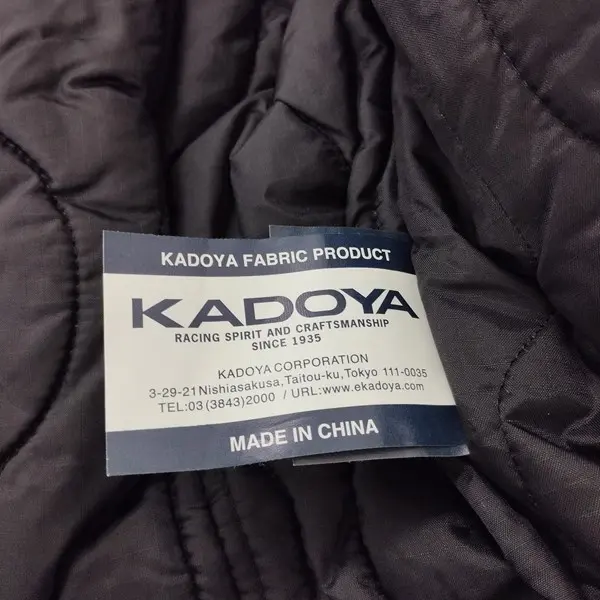 KADOYA FABRIC PRODUCT
KADOYA
RACING SPIRIT AND CRAFTSMANSHIP
SINCE 1935
KADOYA CORPORATION
3-29-21 Nishiasakusa, Taitou-ku, Tokyo 111-0035
TEL:03 (3843) 2000 / URL:www.ekadoya.com
MADE IN CHINA